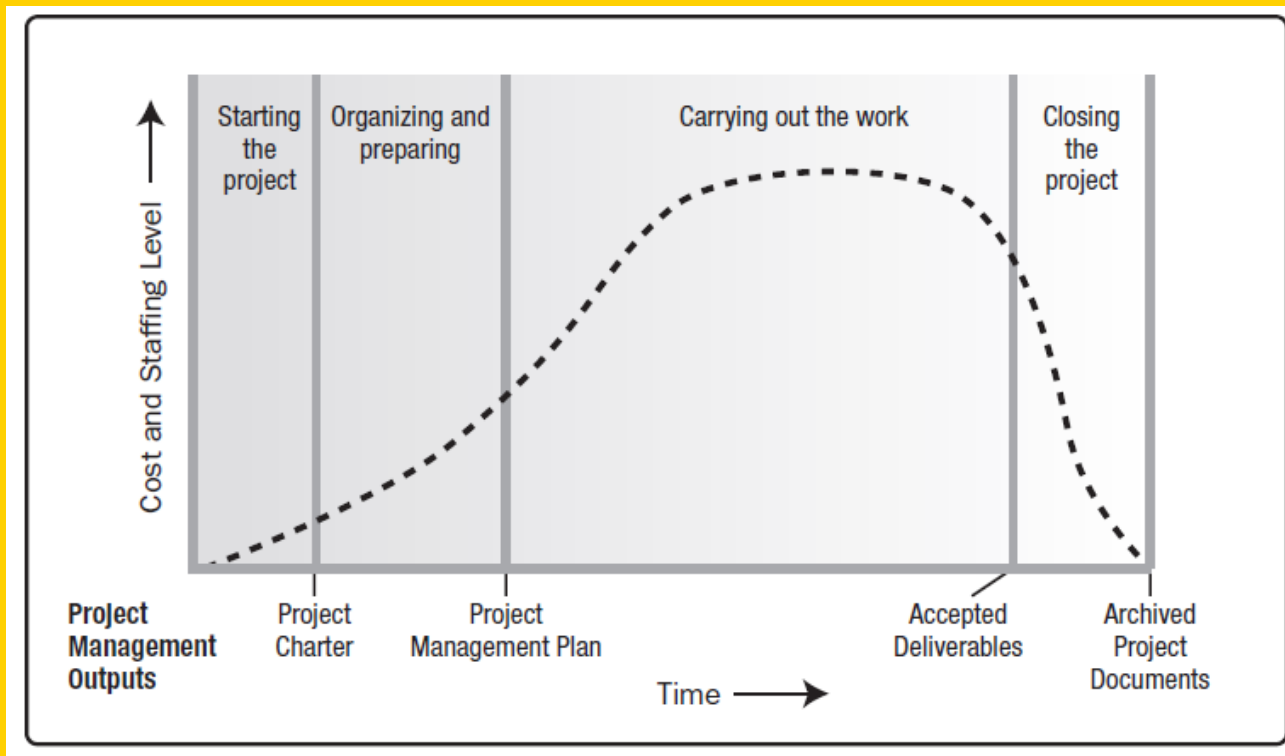 Cost and Staffing Level
Starting
the
project
Organizing and
preparing
Carrying out the work
Closing
the
project
Project
Management
Outputs
Project
Charter
Project
Management Plan
Accepted
Deliverables
Archived
Project
Documents
Time